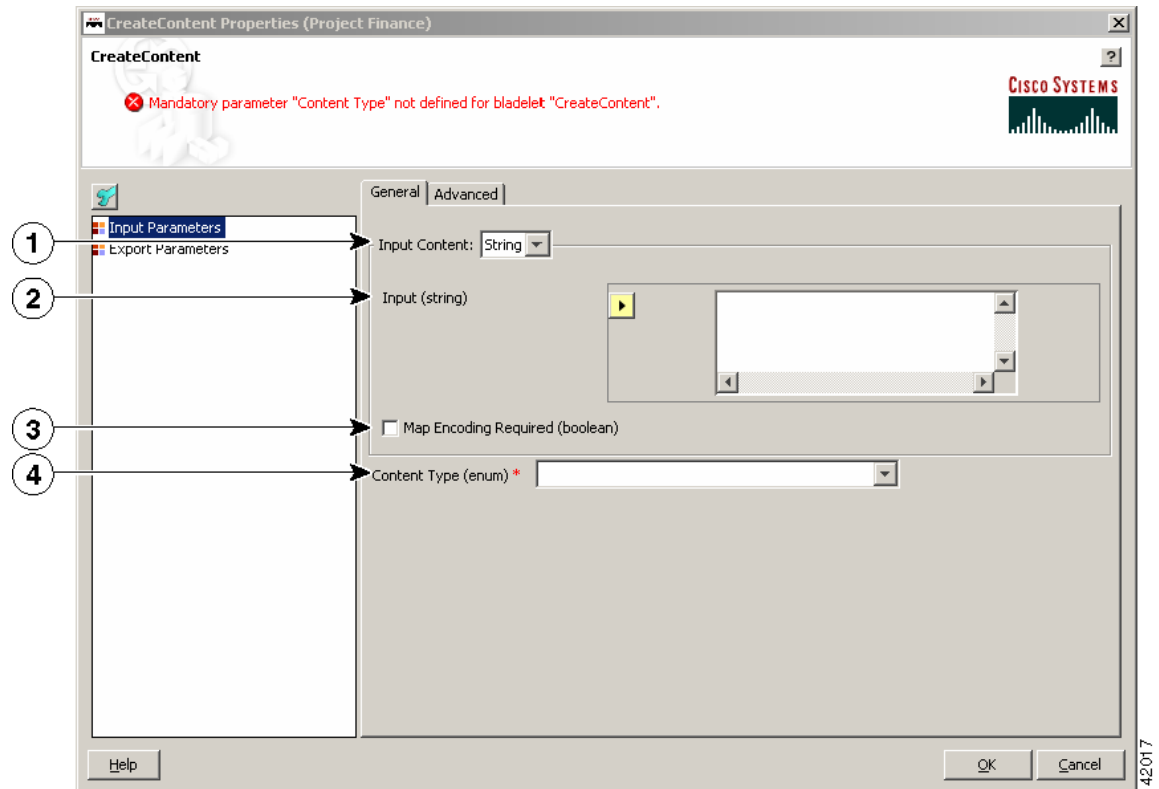 CreateContent Properties (Project Finance)
CreateContent
?
Mandatory parameter "Content Type" not defined for bladelet "CreateContent".
CISCO SYSTEMS
General
Advanced
Input Parameters
Export Parameters
1
Input Content: String
2
Input (string)
3
Map Encoding Required (boolean)
4
Content Type (enum) *
Help
OK
Cancel
42017